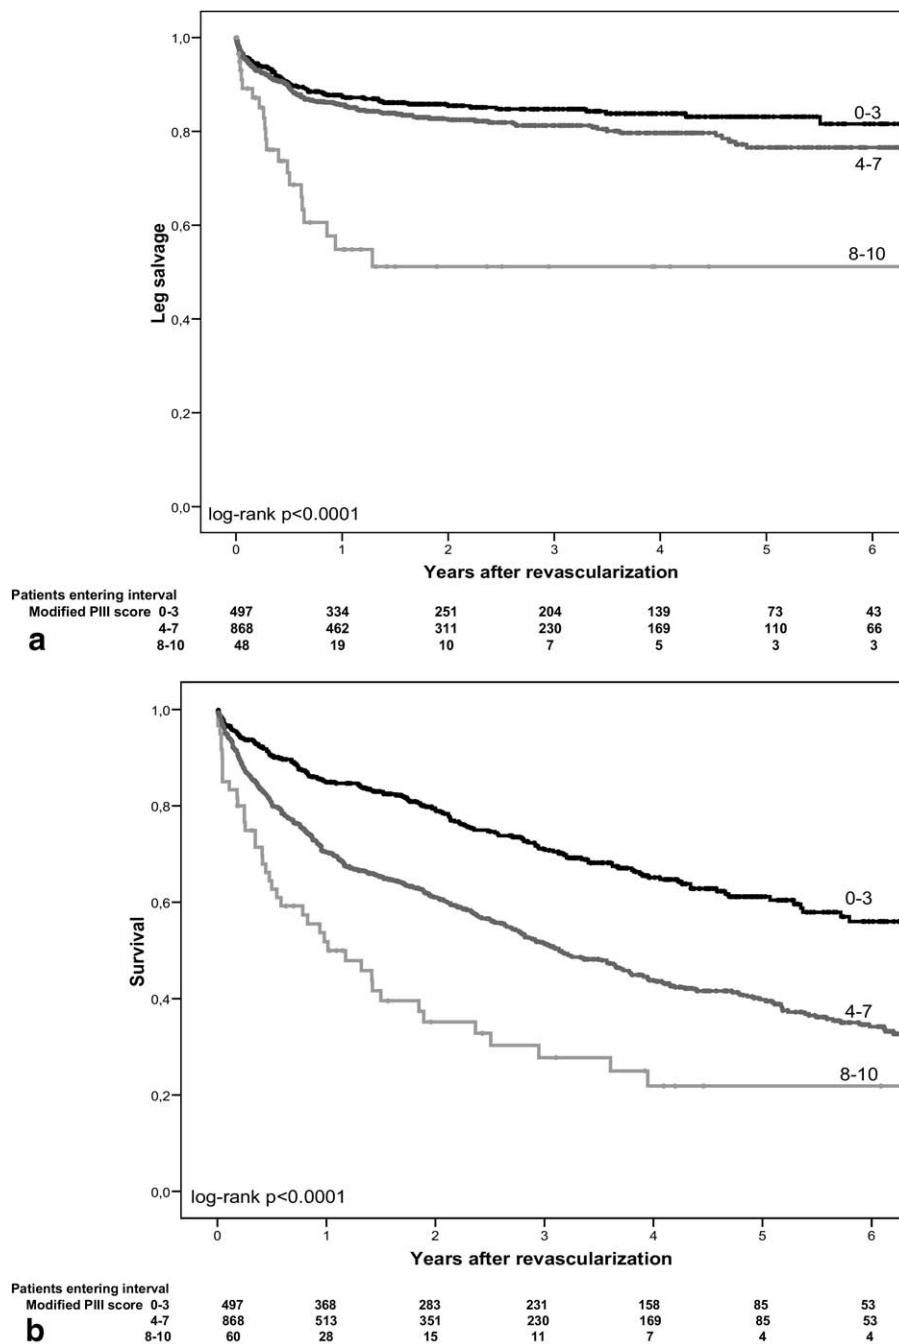 1,0
0,8
0,6
0,4
0,2
0,0
Leg salvage
0-3
4-7
8-10
log-rank p<0.0001
0 1 2 3 4 5 6
Years after revascularization
Patients entering interval
Modified PIII score 0-3 497 334 251 204 139 73 43
4-7 868 462 311 230 169 110 66
8-10 48 19 10 7 5 3 3
a
1,0
0,8
0,6
0,4
0,2
0,0
Survival
0-3
4-7
8-10
log-rank p<0.0001
0 1 2 3 4 5 6
Years after revascularization
Patients entering interval
Modified PIII score 0-3 497 368 283 231 158 85 53
4-7 868 513 351 230 169 85 53
8-10 60 28 15 11 7 4 4
b